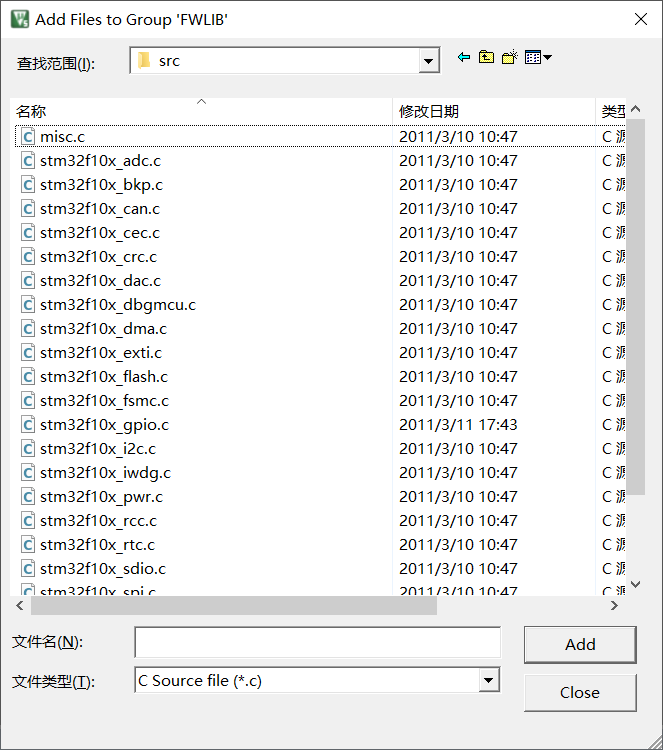 Add Files to Group 'FWLIB'
查找范围(I): src
名称 修改日期 类型
misc.c 2011/3/10 10:47 C 源
stm32f10x_adc.c 2011/3/10 10:47 C 源
stm32f10x_bkp.c 2011/3/10 10:47 C 源
stm32f10x_can.c 2011/3/10 10:47 C 源
stm32f10x_cec.c 2011/3/10 10:47 C 源
stm32f10x_crc.c 2011/3/10 10:47 C 源
stm32f10x_dac.c 2011/3/10 10:47 C 源
stm32f10x_dbgmcu.c 2011/3/10 10:47 C 源
stm32f10x_dma.c 2011/3/10 10:47 C 源
stm32f10x_exti.c 2011/3/10 10:47 C 源
stm32f10x_flash.c 2011/3/10 10:47 C 源
stm32f10x_fsmc.c 2011/3/10 10:47 C 源
stm32f10x_gpio.c 2011/3/11 17:43 C 源
stm32f10x_i2c.c 2011/3/10 10:47 C 源
stm32f10x_iwdg.c 2011/3/10 10:47 C 源
stm32f10x_pwr.c 2011/3/10 10:47 C 源
stm32f10x_rcc.c 2011/3/10 10:47 C 源
stm32f10x_rtc.c 2011/3/10 10:47 C 源
stm32f10x_sdio.c 2011/3/10 10:47 C 源
stm32f10x_spi.c 2011/3/10 10:47 C 源
文件名(N): Add
文件类型(T): C Source file (*.c)
Close